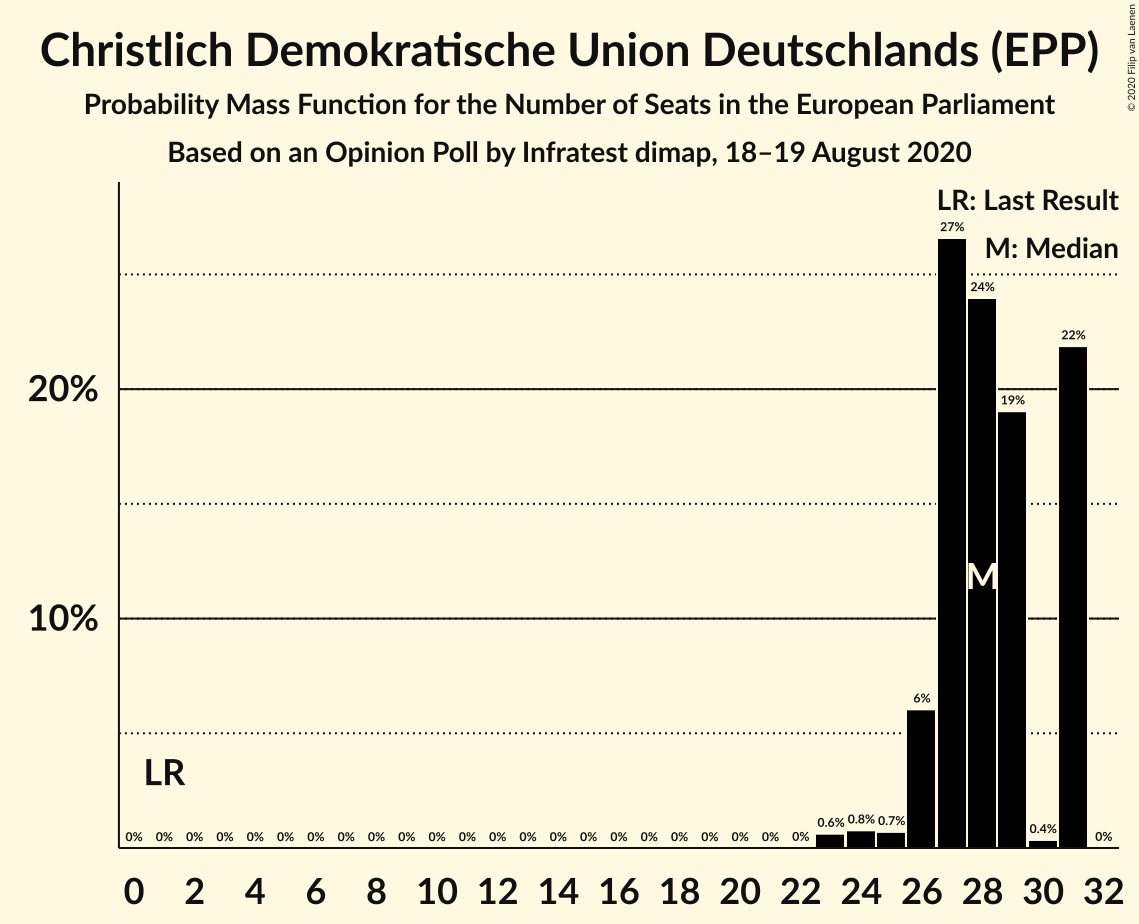 Christlich Demokratische Union Deutschlands (EPP)
Probability Mass Function for the Number of Seats in the European Parliament
Based on an Opinion Poll by Infratest dimap, 18–19 August 2020
© 2020 Filip van Laenen
LR: Last Result
M: Median
27%
24%
22%
20%
19%
M
10%
6%
LR
0% 0% 0% 0% 0% 0% 0% 0% 0% 0% 0% 0% 0% 0% 0% 0% 0% 0% 0% 0% 0% 0% 0% 0.6% 0.8% 0.7% 0.4% 0%
0 2 4 6 8 10 12 14 16 18 20 22 24 26 28 30 32